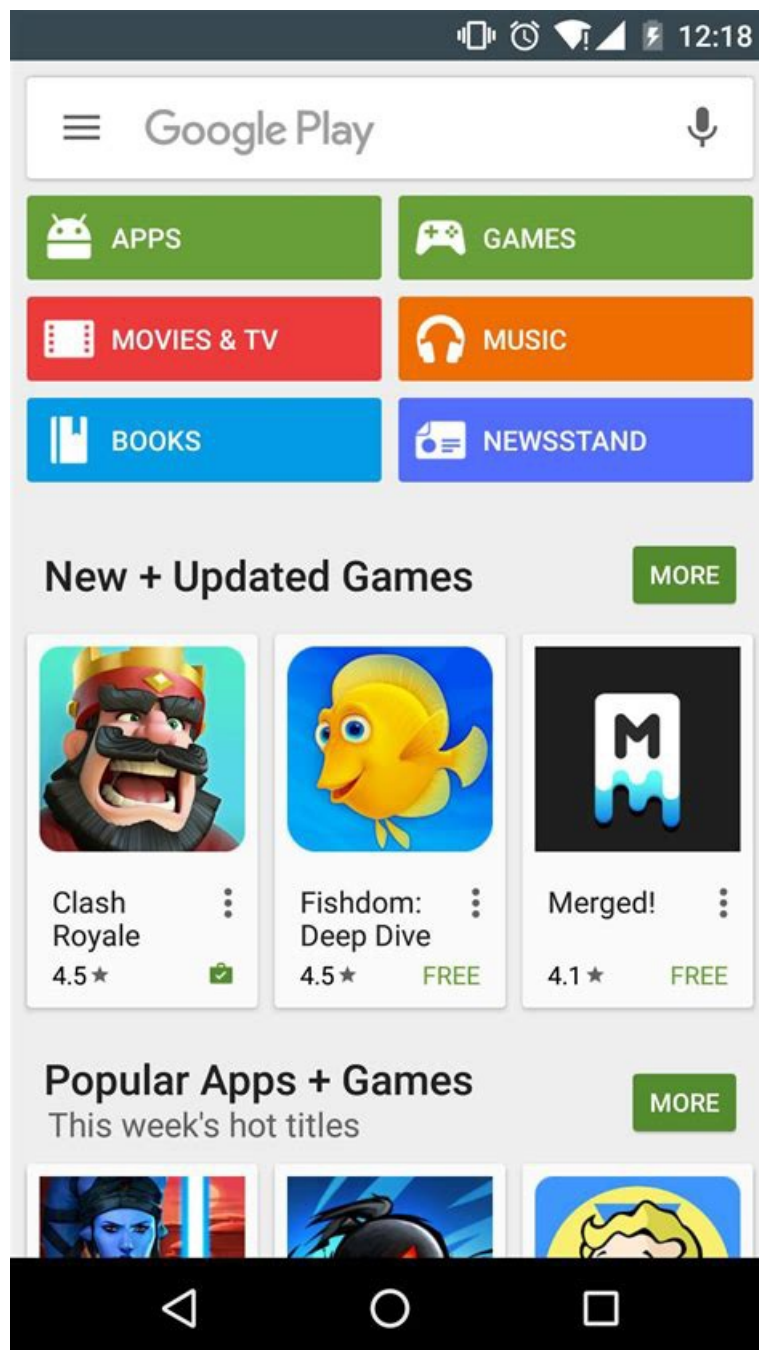 12:18
Google Play
APPS
GAMES
MOVIES & TV
MUSIC
BOOKS
NEWSSTAND
New + Updated Games
MORE
M
Clash
Royale
4.5
Fishdom:
Deep Dive
4.5 FREE
Merged!
4.1 FREE
Popular Apps + Games
MORE
This week's hot titles